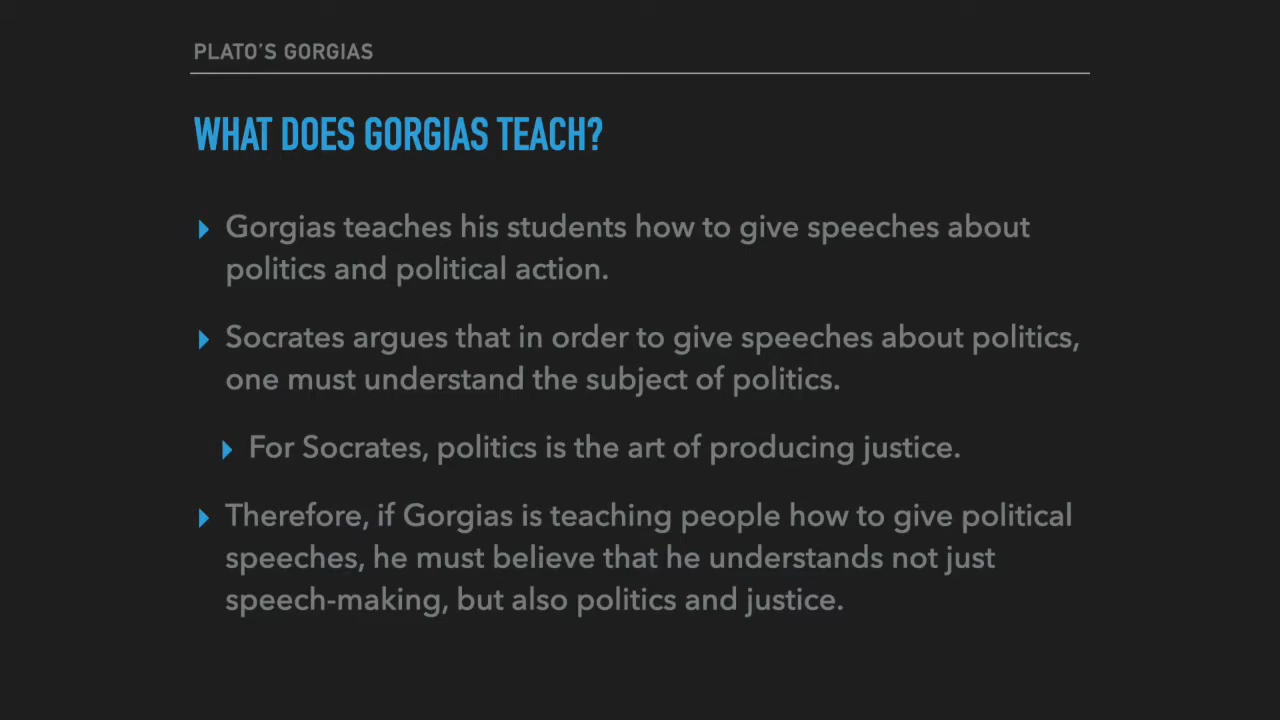 PLATO’S GORGIAS
WHAT DOES GORGIAS TEACH?
Gorgias teaches his students how to give speeches about
politics and political action.
Socrates argues that in order to give speeches about politics,
one must understand the subject of politics.
For Socrates, politics is the art of producing justice.
Therefore, if Gorgias is teaching people how to give political
speeches, he must believe that he understands not just
speech-making, but also politics and justice.